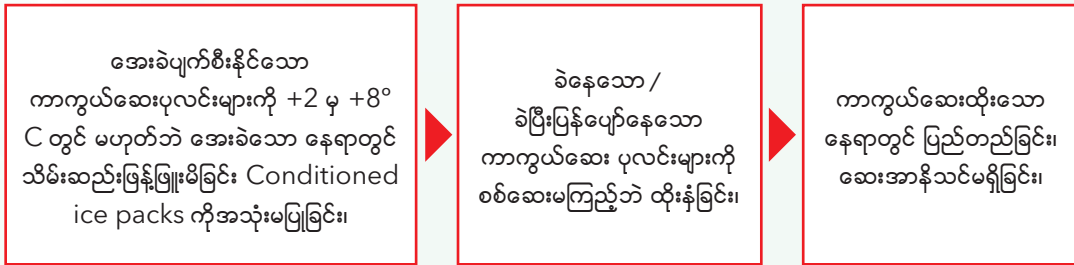 အေးခဲပျက်စီးနိုင်သော
ကာကွယ်ဆေးပုလင်းများကို +2 မှ +8°
C တွင် မဟုတ်ဘဲ အေးခဲသော နေရာတွင်
သိမ်းဆည်းဖြန့်ဖြူးမိခြင်း Conditioned
ice packs ကိုအသုံးမပြုခြင်း၊
ခဲနေသော /
ခဲပြီးပြန်ပျော်နေသော
ကာကွယ်ဆေး ပုလင်းများကို
စစ်ဆေးမကြည့်ဘဲ ထိုးနှံခြင်း၊
ကာကွယ်ဆေးထိုးသော
နေရာတွင် ပြည်တည်ခြင်း၊
ဆေးအာနိသင်မရှိခြင်း၊